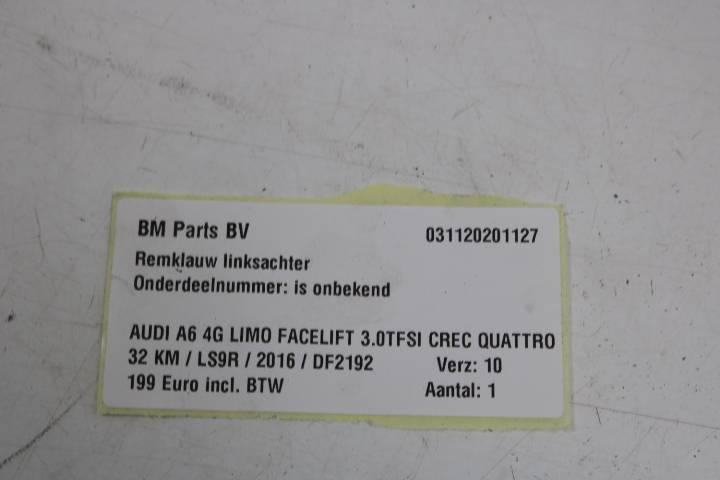 BM Parts BV 031120201127
Remklauw linksachter
Onderdeelnummer: is onbekend
AUDI A6 4G LIMO FACELIFT 3.0TFSI CREC QUATTRO
32 KM / LS9R / 2016 / DF2192 Verz: 10
199 Euro incl. BTW Aantal: 1